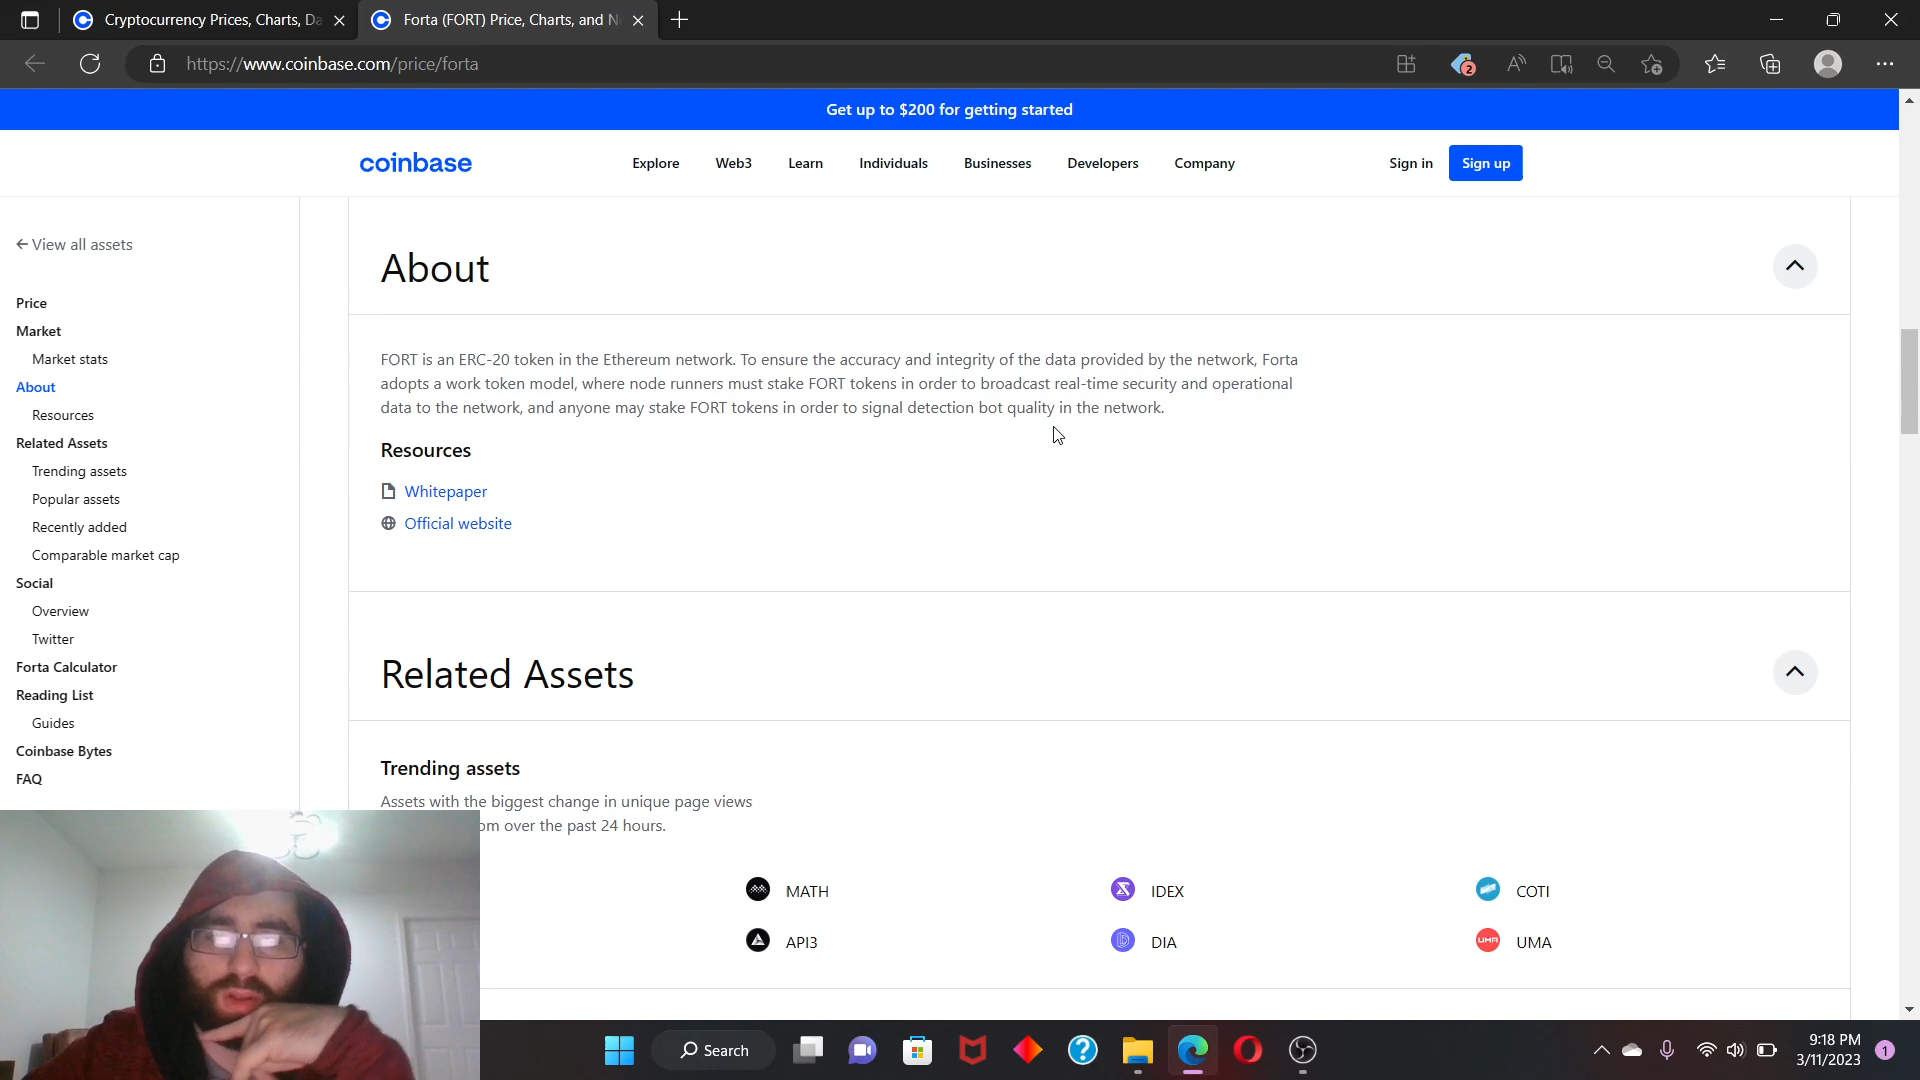 Cryptocurrency Prices, Charts, Da
Forta (FORT) Price, Charts, and N
https://www.coinbase.com/price/forta
2
Get up to $200 for getting started
coinbase
Explore
Web3
Learn
Individuals
Businesses
Developers
Company
Sign in
Sign up
View all assets
Price
Market
Market stats
About
Resources
Related Assets
Trending assets
Popular assets
Recently added
Comparable market cap
Social
Overview
Twitter
Forta Calculator
Reading List
Guides
Coinbase Bytes
FAQ
About
FORT is an ERC-20 token in the Ethereum network. To ensure the accuracy and integrity of the data provided by the network, Forta
adopts a work token model, where node runners must stake FORT tokens in order to broadcast real-time security and operational
data to the network, and anyone may stake FORT tokens in order to signal detection bot quality in the network.
Resources
Whitepaper
Official website
Related Assets
Trending assets
Assets with the biggest change in unique page views
om over the past 24 hours.
MATH
IDEX
COTI
API3
DIA
UMA
UMA
Search
9:18 PM
3/11/2023
1